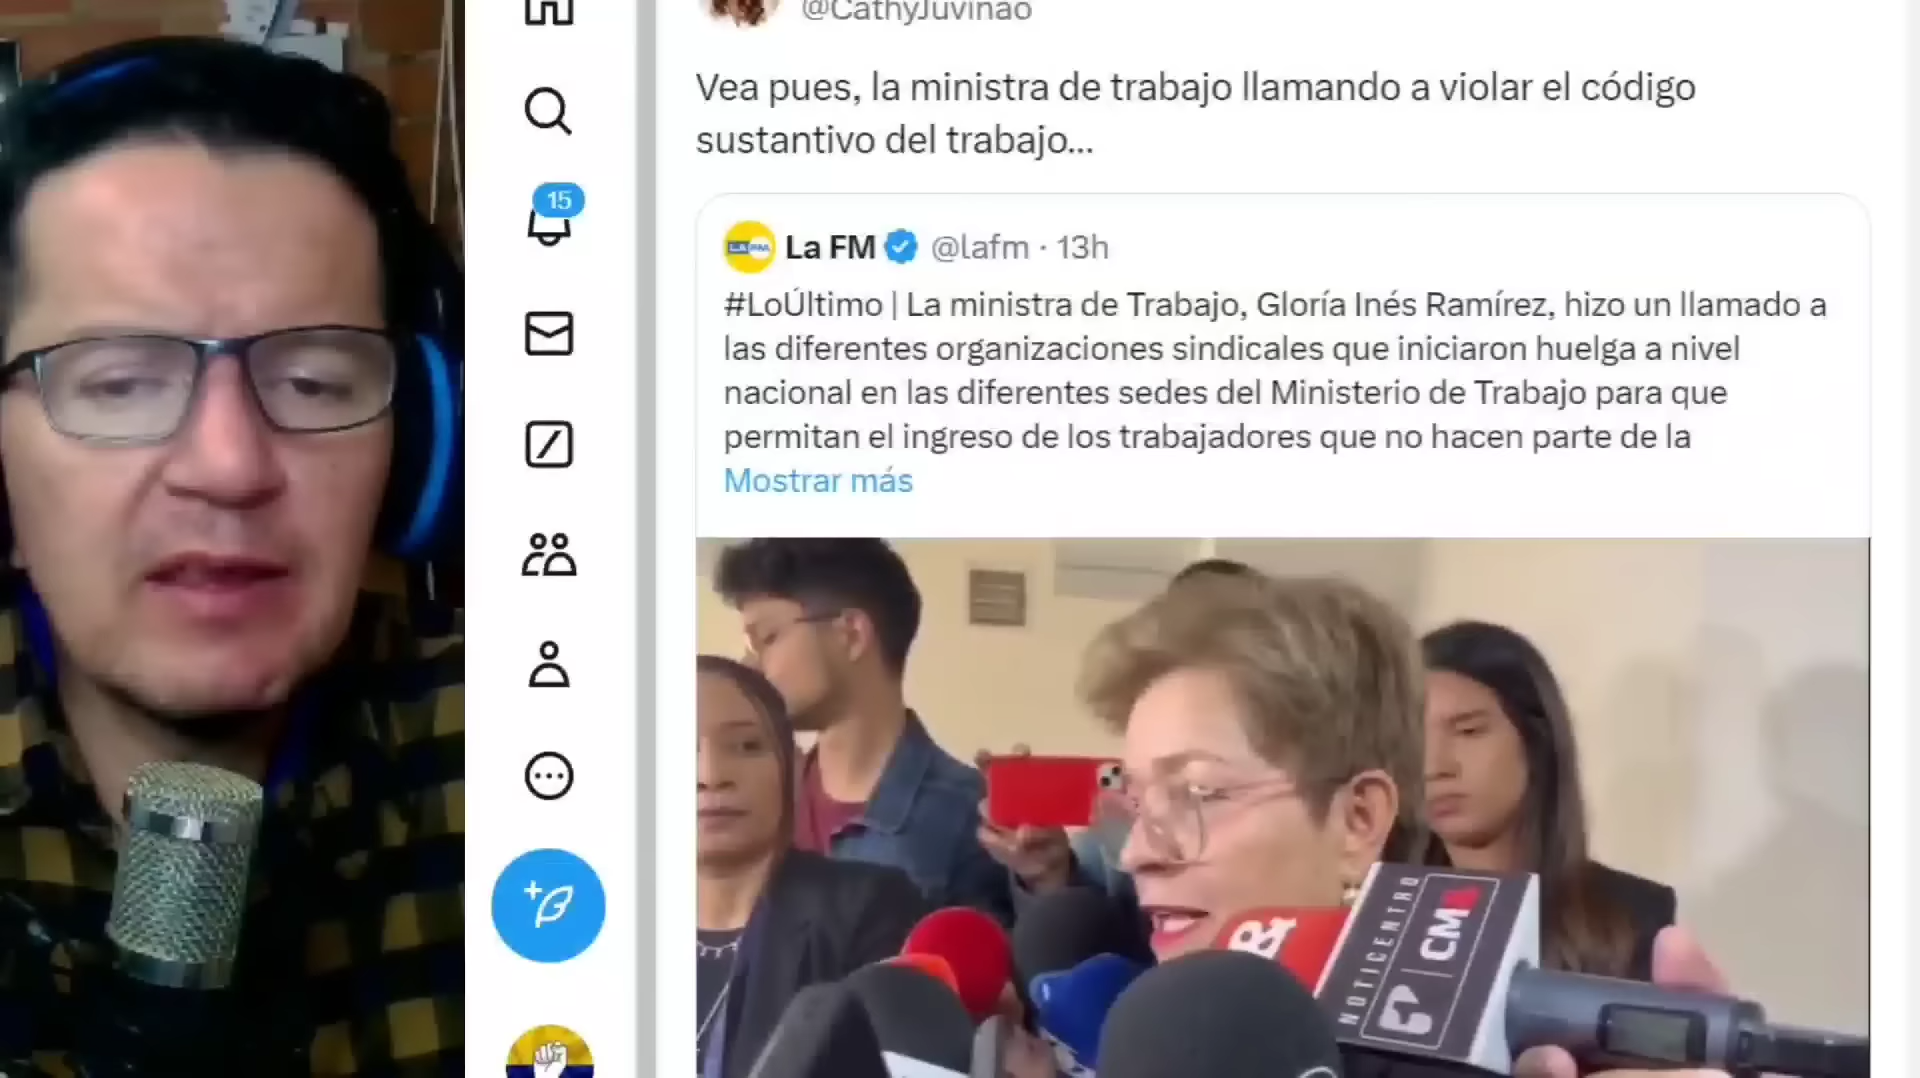 @CathyJuvinao
Vea pues, la ministra de trabajo llamando a violar el código
sustantivo del trabajo...
15
LA FM
La FM @lafm · 13h
#LoÚltimo | La ministra de Trabajo, Gloría Inés Ramírez, hizo un llamado a
las diferentes organizaciones sindicales que iniciaron huelga a nivel
nacional en las diferentes sedes del Ministerio de Trabajo para que
permitan el ingreso de los trabajadores que no hacen parte de la
Mostrar más
&
NOTICENTRO
CM&